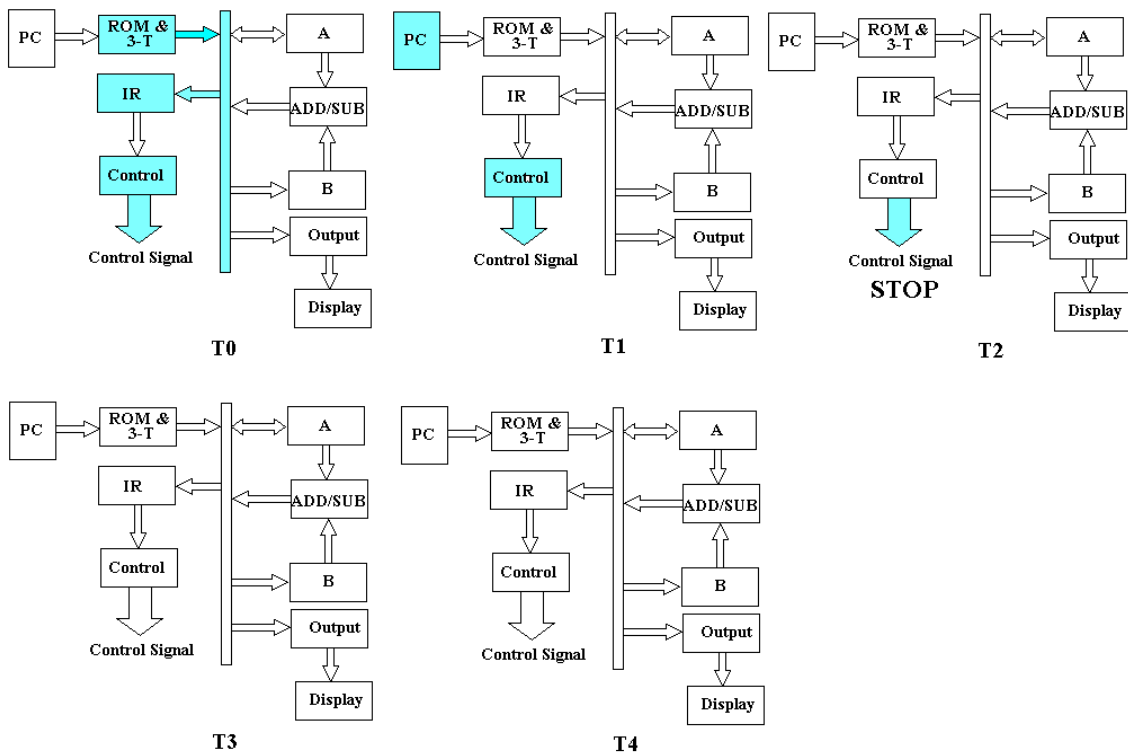 PC
ROM &
3-T
A
IR
ADD/SUB
Control
B
Output
Control Signal
Display
T0
PC
ROM &
3-T
A
IR
ADD/SUB
Control
B
Output
Control Signal
Display
T1
PC
ROM &
3-T
A
IR
ADD/SUB
Control
B
Output
Control Signal
STOP
Display
T2
PC
ROM &
3-T
A
IR
ADD/SUB
Control
B
Output
Control Signal
Display
T3
PC
ROM &
3-T
A
IR
ADD/SUB
Control
B
Output
Control Signal
Display
T4